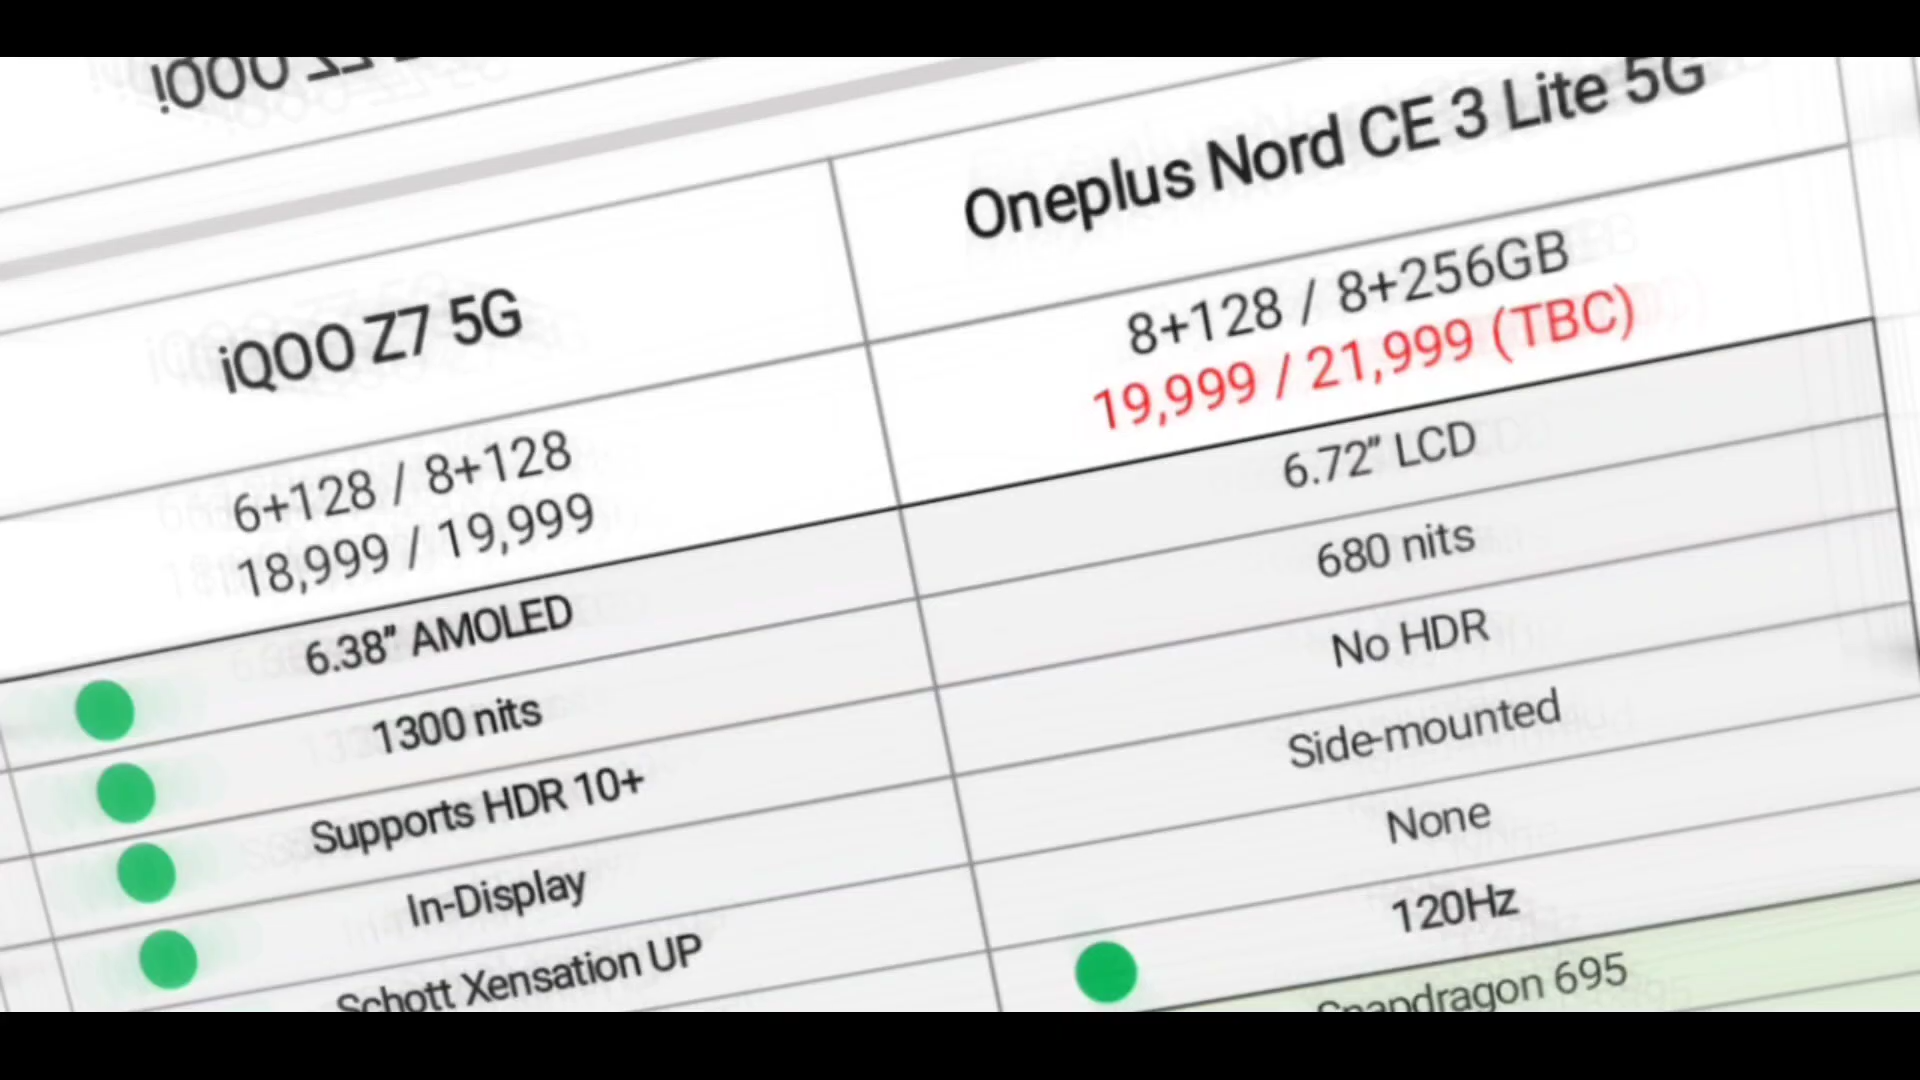 iQOO Z7 5G
Oneplus Nord CE 3 Lite 5G
6+128 / 8+128
18,999 / 19,999
8+128 / 8+256GB
19,999 / 21,999 (TBC)
6.38” AMOLED
6.72” LCD
1300 nits
680 nits
Supports HDR 10+
No HDR
In-Display
Side-mounted
Schott Xensation UP
None
120Hz
Snapdragon 695